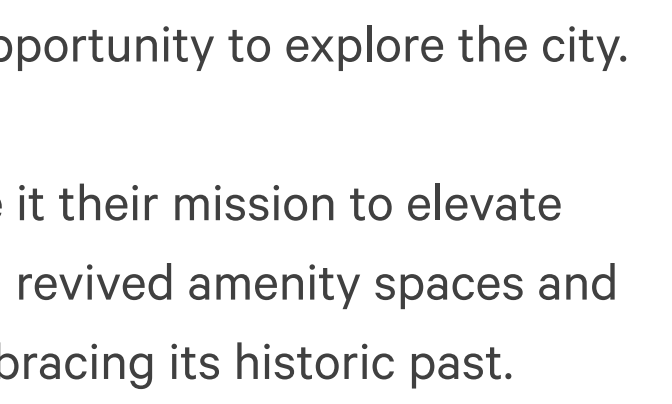 pportunity to explore the city.
it their mission to elevate
revived amenity spaces and
bracing its historic past.